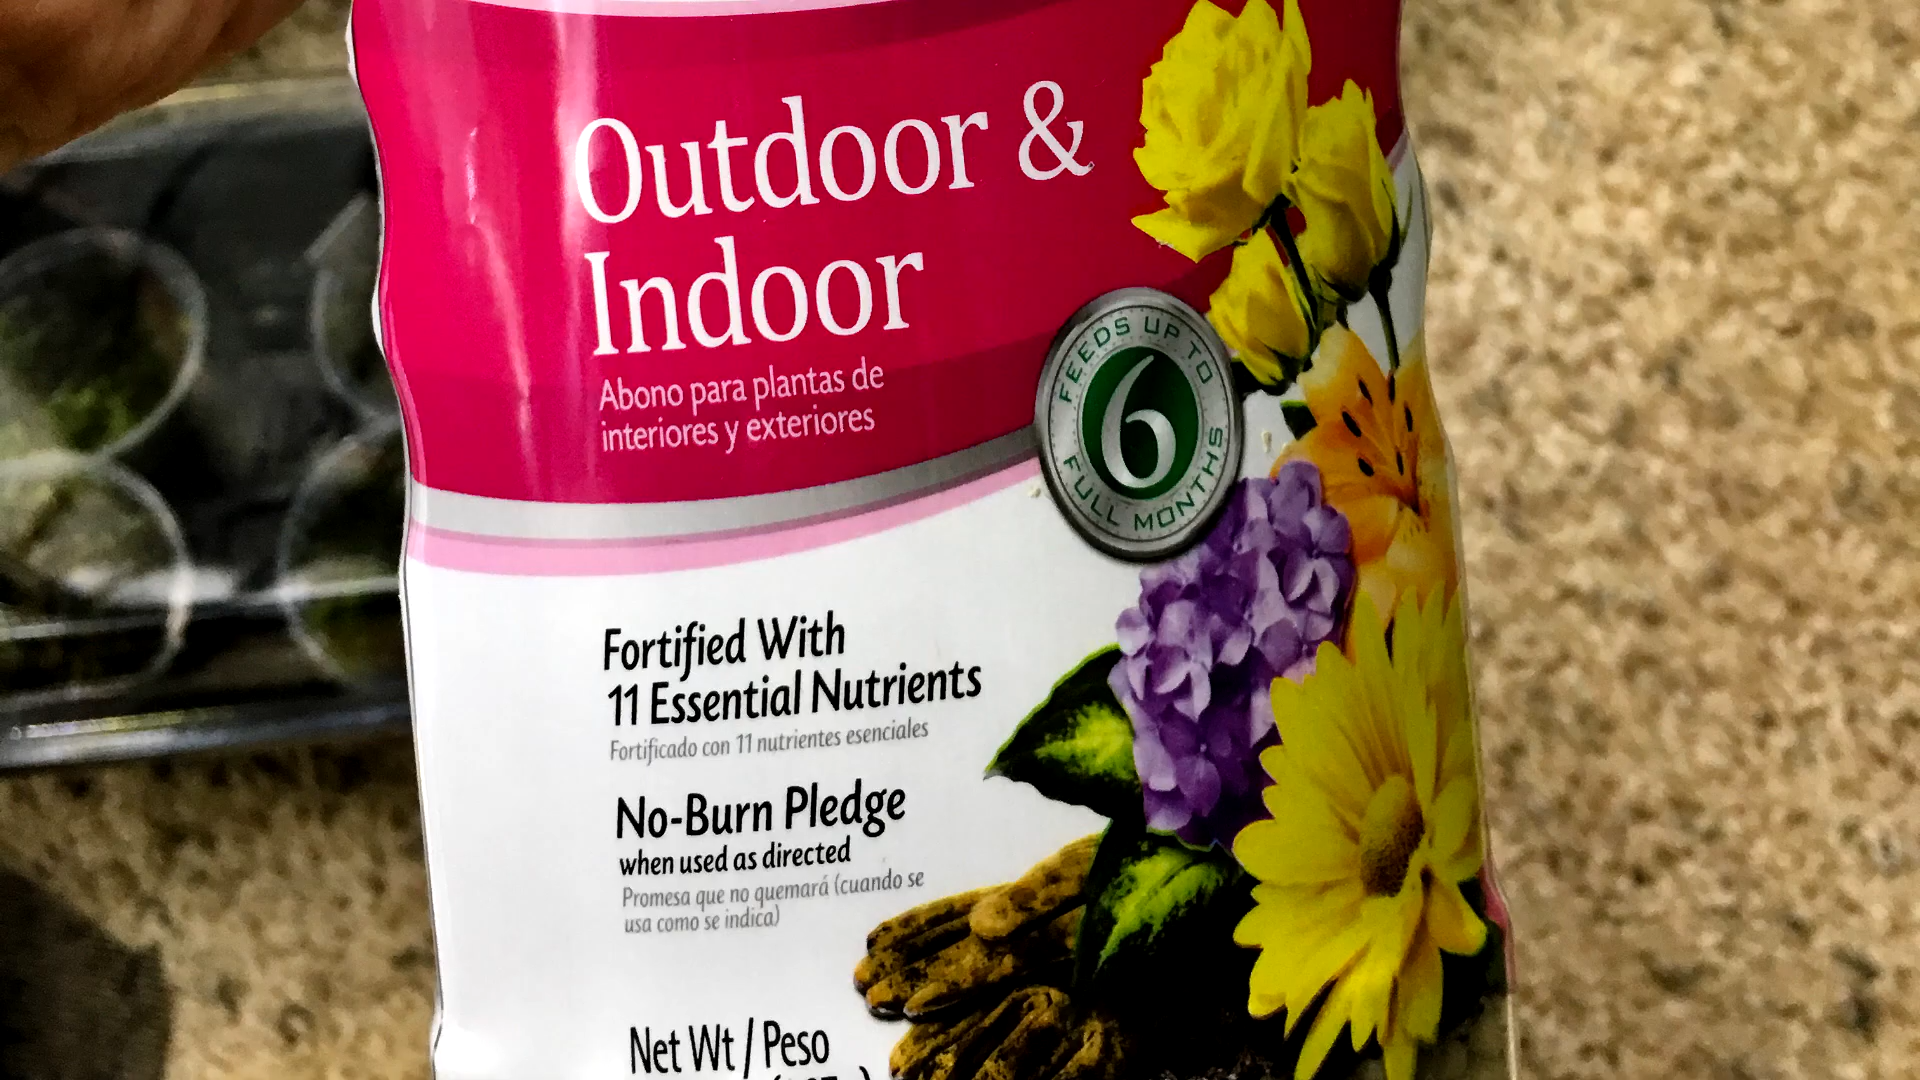 Outdoor &
Indoor
Abono para plantas de
interiores y exteriores
FEEDS UP TO
6
FULL MONTHS
Fortified With
11 Essential Nutrients
Fortificado con 11 nutrientes esenciales
No-Burn Pledge
when used as directed
Promesa que no quemará (cuando se
usa como se indica)
Net Wt / Peso